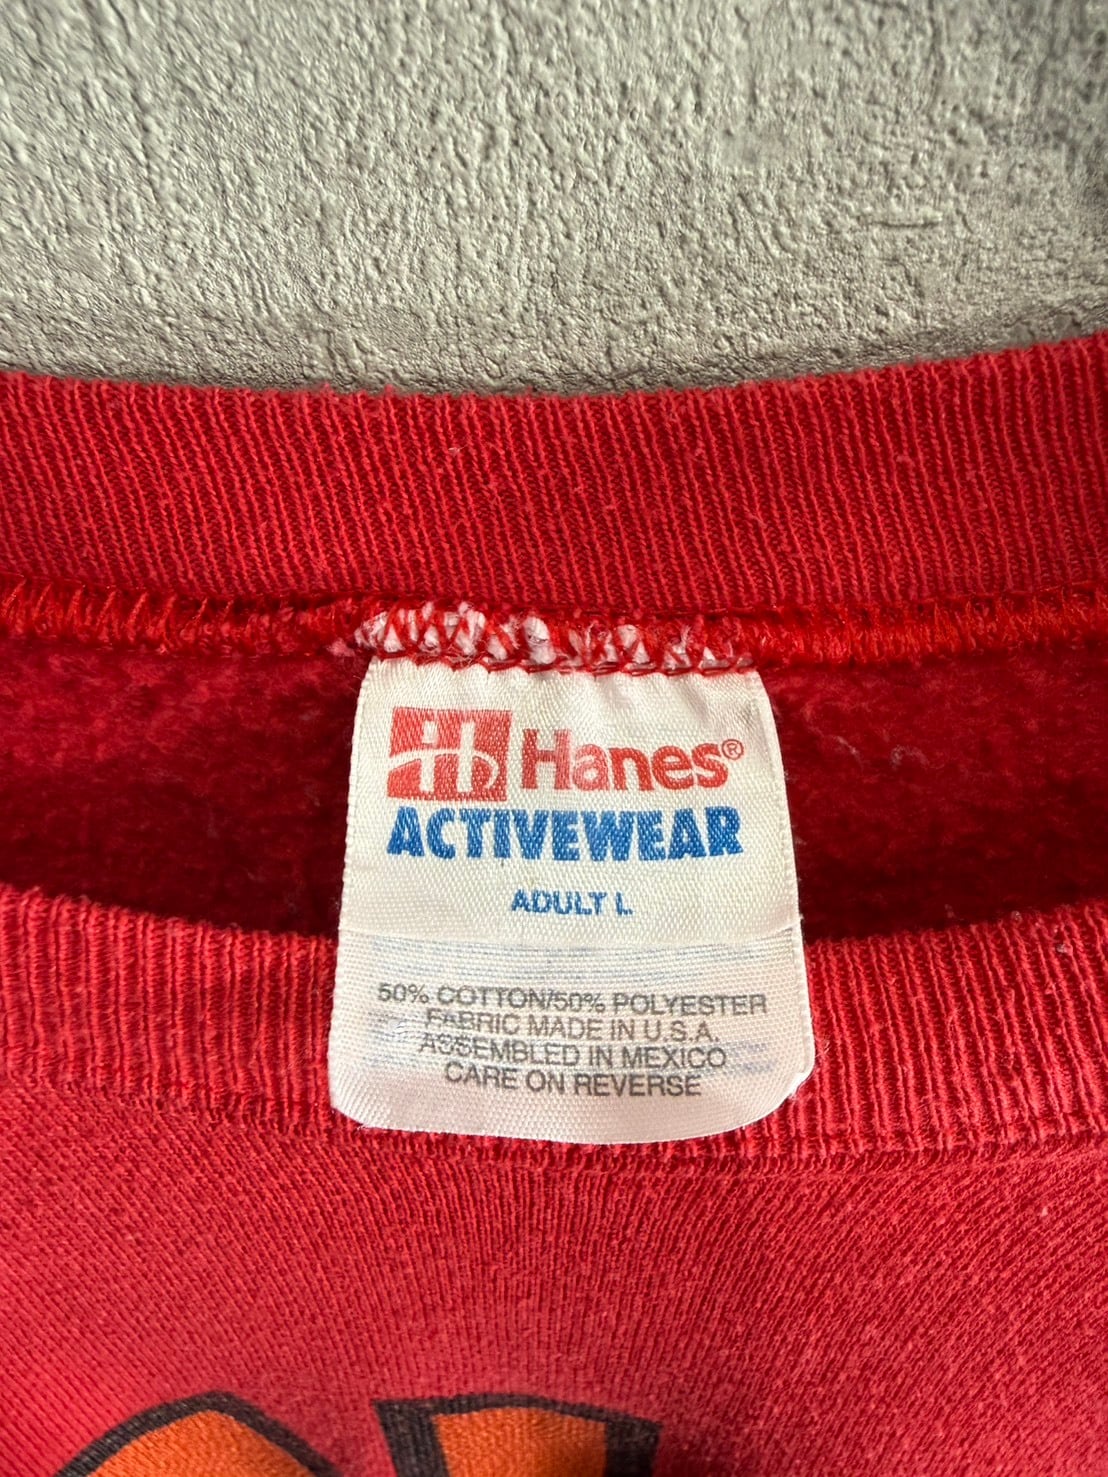 Hanes®
ACTIVEWEAR
ADULT L
50% COTTON/50% POLYESTER
FABRIC MADE IN U.S.A.
ASSEMBLED IN MEXICO
CARE ON REVERSE